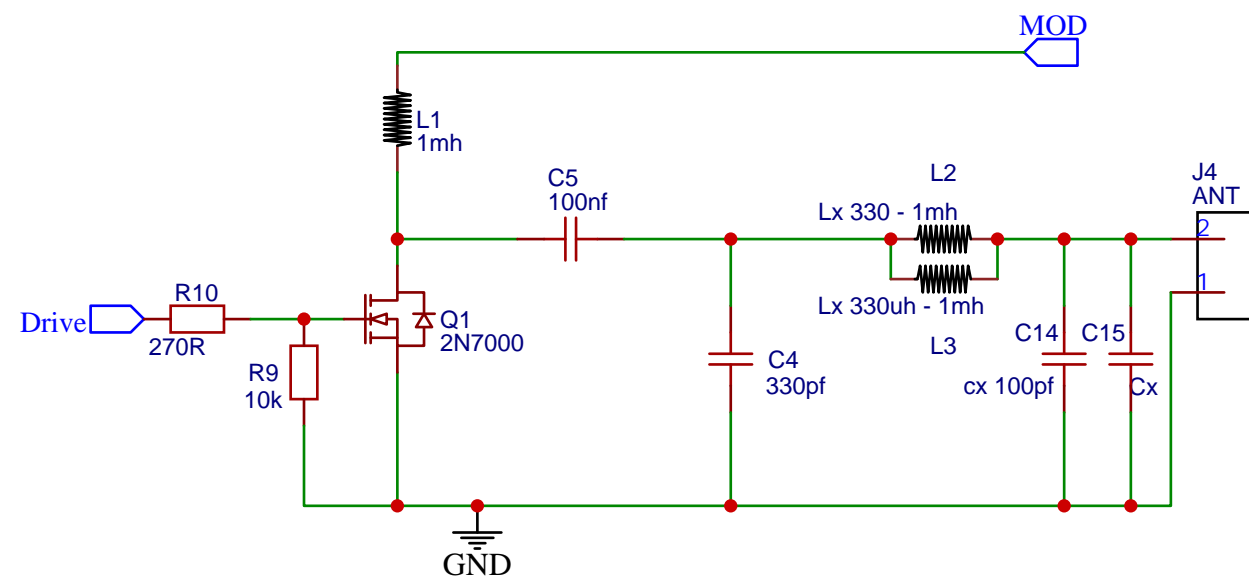 MOD
L1
1mh
C5
100nf
L2
Lx 330 - 1mh
J4
ANT
2
Lx 330uh - 1mh
L3
1
Drive
R10
270R
R9
10k
Q1
2N7000
C4
330pf
C14
cx 100pf
C15
Cx
GND